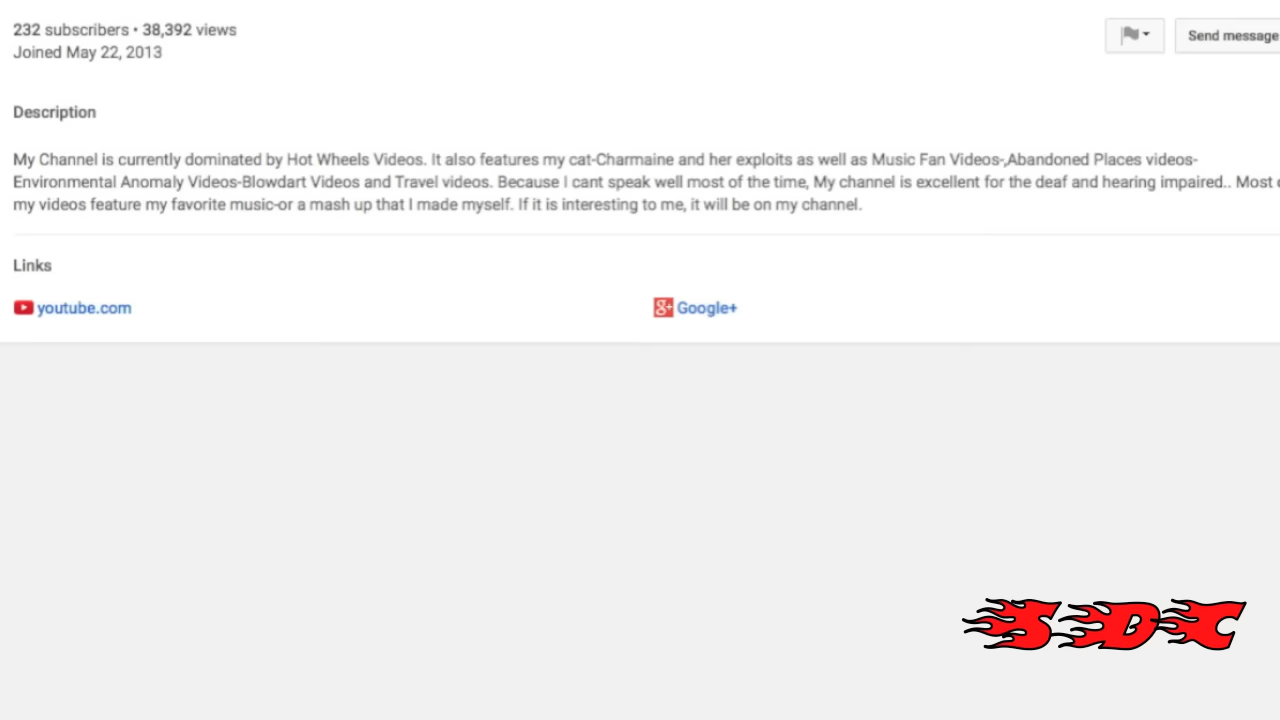 232 subscribers • 38,392 views
Joined May 22, 2013
Send message
Description
My Channel is currently dominated by Hot Wheels Videos. It also features my cat-Charmaine and her exploits as well as Music Fan Videos-,Abandoned Places videos-
Environmental Anomaly Videos-Blowdart Videos and Travel videos. Because I cant speak well most of the time, My channel is excellent for the deaf and hearing impaired.. Most
my videos feature my favorite music-or a mash up that I made myself. If it is interesting to me, it will be on my channel.
Links
youtube.com
g+ Google+
SDC